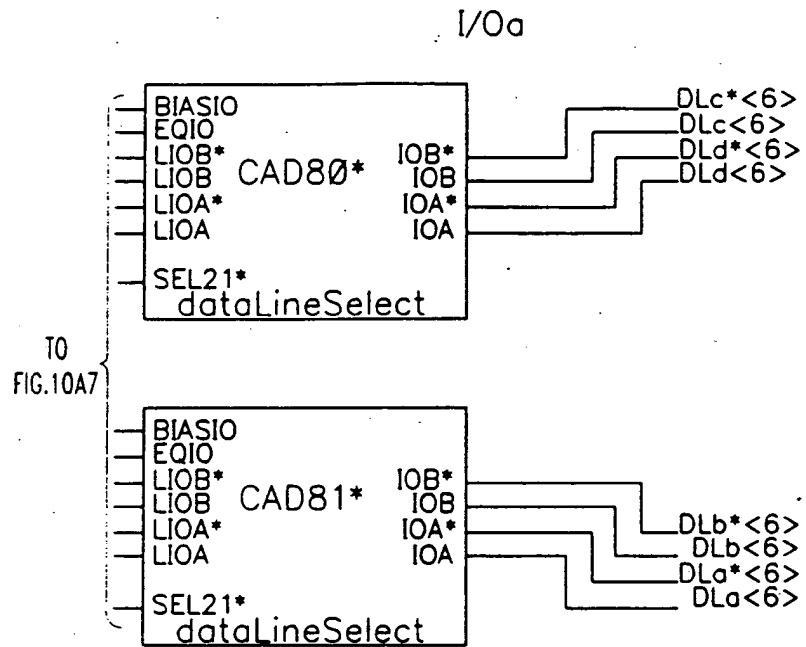 I/Oa
BIASIO
EQIO
LIOB*
LIOB
LIOA*
LIOA
SEL21*
CAD80*
IOB*
IOB
IOA*
IOA
dataLineSelect
DLc*<6>
DLc<6>
DLd*<6>
DLd<6>
TO
FIG.10A7
BIASIO
EQIO
LIOB*
LIOB
LIOA*
LIOA
SEL21*
CAD81*
IOB*
IOB
IOA*
IOA
dataLineSelect
DLb*<6>
DLb<6>
DLa*<6>
DLa<6>